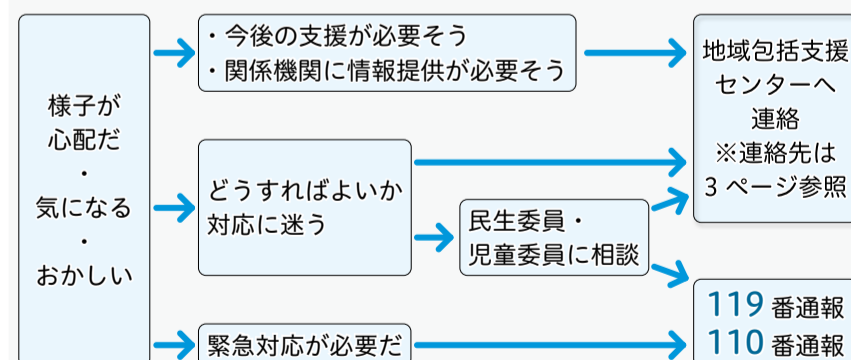 様子が
心配だ
・
気になる
・
おかしい
・今後の支援が必要そう
・関係機関に情報提供が必要そう
どうすればよいか
対応に迷う
民生委員・
児童委員に相談
緊急対応が必要だ
地域包括支援
センターへ
連絡
※連絡先は
3 ページ参照
119 番通報
110 番通報